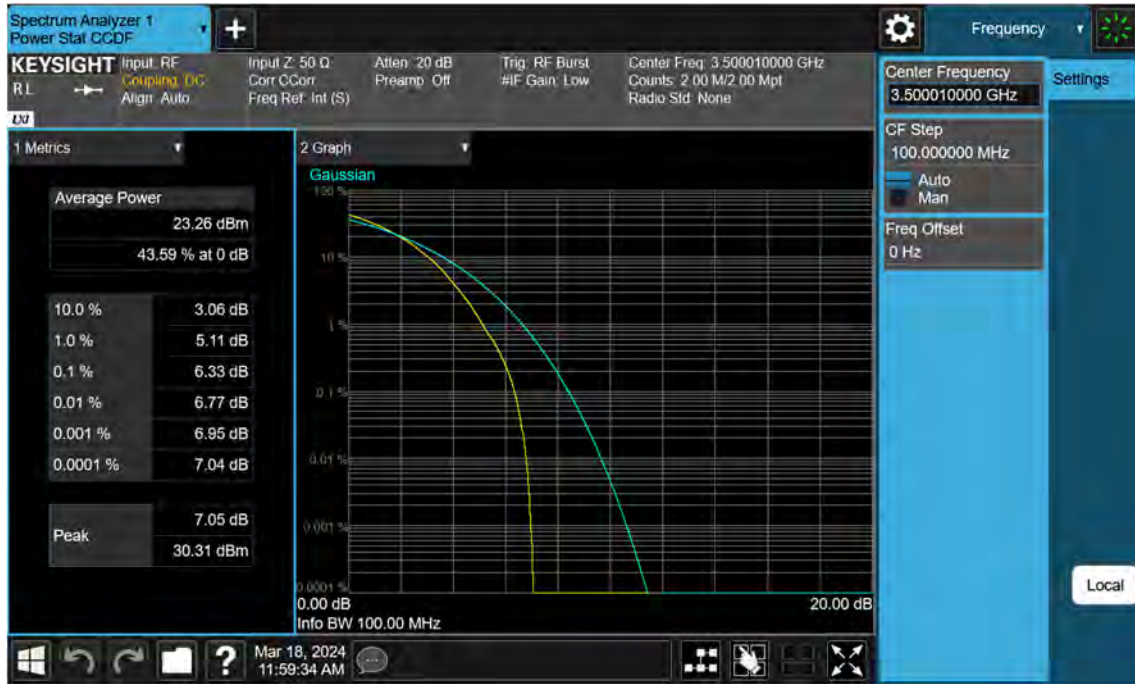 Spectrum Analyzer 1
Power Stat CCDF
+
Frequency
KEYSIGHT
RL
LXI
Input: RF
Coupling: DC
Align: Auto
Input Z: 50 Ω
Corr CCorr
Freq Ref: Int (S)
Atten: 20 dB
Preamp: Off
Trig: RF Burst
#IF Gain: Low
Center Freq: 3.500010000 GHz
Counts: 2.00 M/2.00 Mpt
Radio Std: None
Center Frequency
3.500010000 GHz
Settings
CF Step
100.000000 MHz
Auto
Man
Freq Offset
0 Hz
1 Metrics
Average Power
23.26 dBm
43.59 % at 0 dB
10.0 % 3.06 dB
1.0 % 5.11 dB
0.1 % 6.33 dB
0.01 % 6.77 dB
0.001 % 6.95 dB
0.0001 % 7.04 dB
Peak
7.05 dB
30.31 dBm
2 Graph
Gaussian
100 %
10 %
1 %
0.1 %
0.01 %
0.001 %
0.0001 %
0.00 dB 20.00 dB
Info BW 100.00 MHz
Local
?
Mar 18, 2024
11:59:34 AM